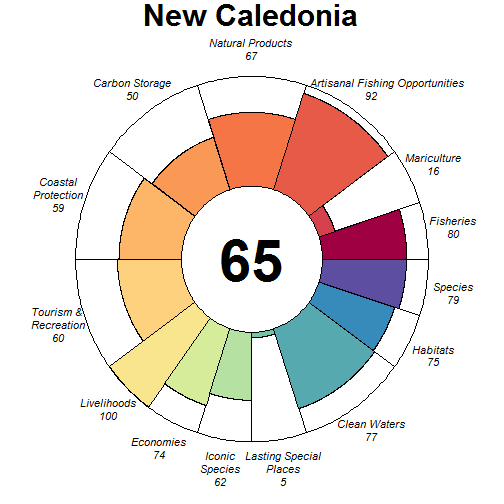 New Caledonia
Natural Products
67
Carbon Storage
50
Artisanal Fishing Opportunities
92
Mariculture
16
Coastal
Protection
59
Fisheries
80
65
Species
79
Tourism &
Recreation
60
Habitats
75
Livelihoods
100
Clean Waters
77
Economies
74
Iconic
Species
62
Lasting Special
Places
5